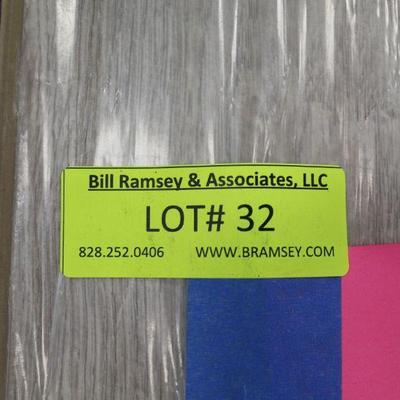 Bill Ramsey & Associates, LLC
LOT# 32
828.252.0406 WWW.BRAMSEY.COM